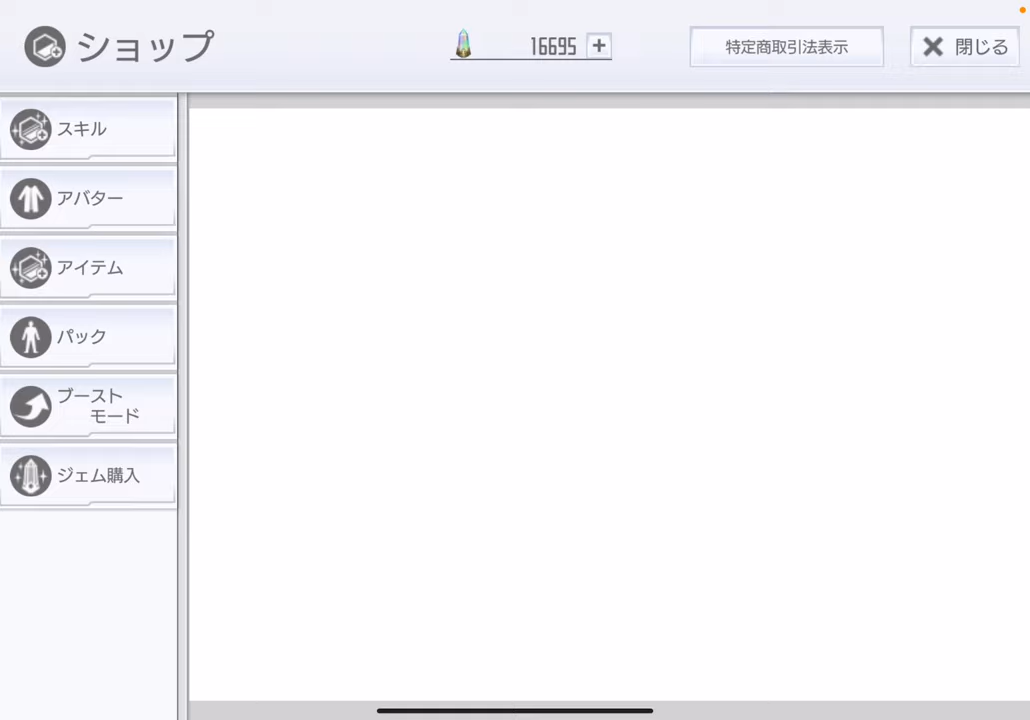 ショップ
16695
特定商取引法表示
閉じる
スキル
アバター
アイテム
パック
ブースト
モード
ジェム購入